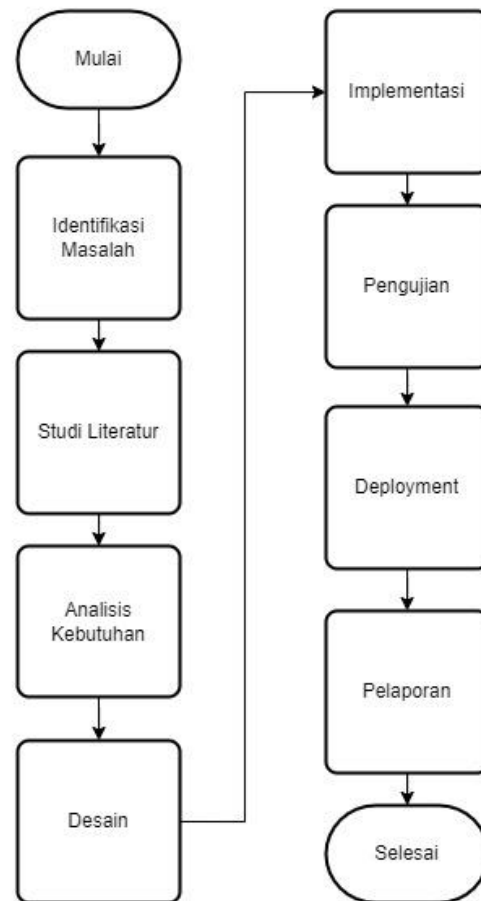 Mulai
Identifikasi
Masalah
Studi Literatur
Analisis
Kebutuhan
Desain
Implementasi
Pengujian
Deployment
Pelaporan
Selesai